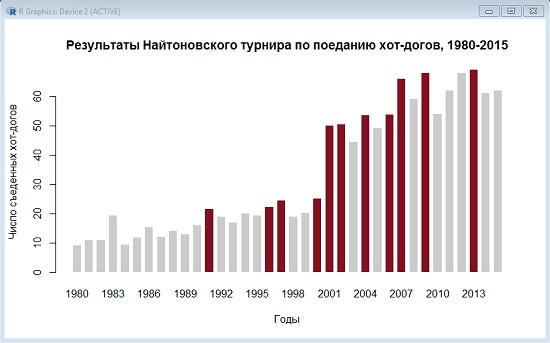 R Graphics: Device 2 (ACTIVE)
Результаты Найтоновского турнира по поеданию хот-догов, 1980-2015
Число съеденных хот-догов
60
50
40
30
20
10
0
1980 1983 1986 1989 1992 1995 1998 2001 2004 2007 2010 2013
Годы